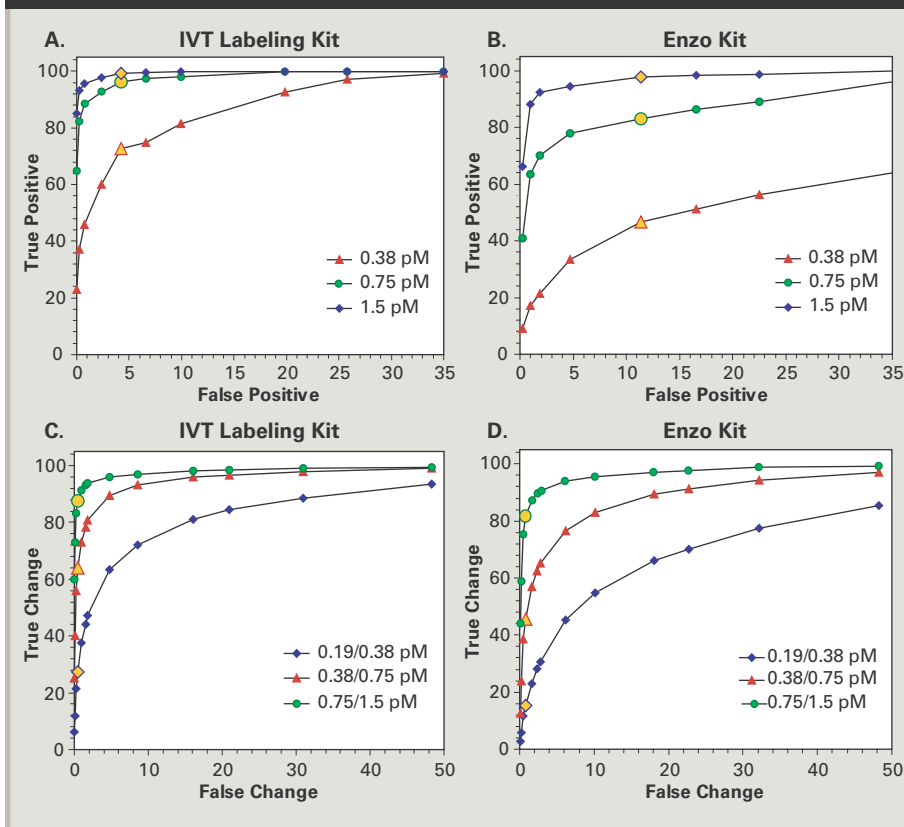 A. IVT Labeling Kit
100
80
60
40
20
0
True Positive
0.38 pM
0.75 pM
1.5 pM
0 5 10 15 20 25 30 35
False Positive
B. Enzo Kit
100
80
60
40
20
0
True Positive
0.38 pM
0.75 pM
1.5 pM
0 5 10 15 20 25 30 35
False Positive
C. IVT Labeling Kit
100
80
60
40
20
0
True Change
0.19/0.38 pM
0.38/0.75 pM
0.75/1.5 pM
0 10 20 30 40 50
False Change
D. Enzo Kit
100
80
60
40
20
0
True Change
0.19/0.38 pM
0.38/0.75 pM
0.75/1.5 pM
0 10 20 30 40 50
False Change